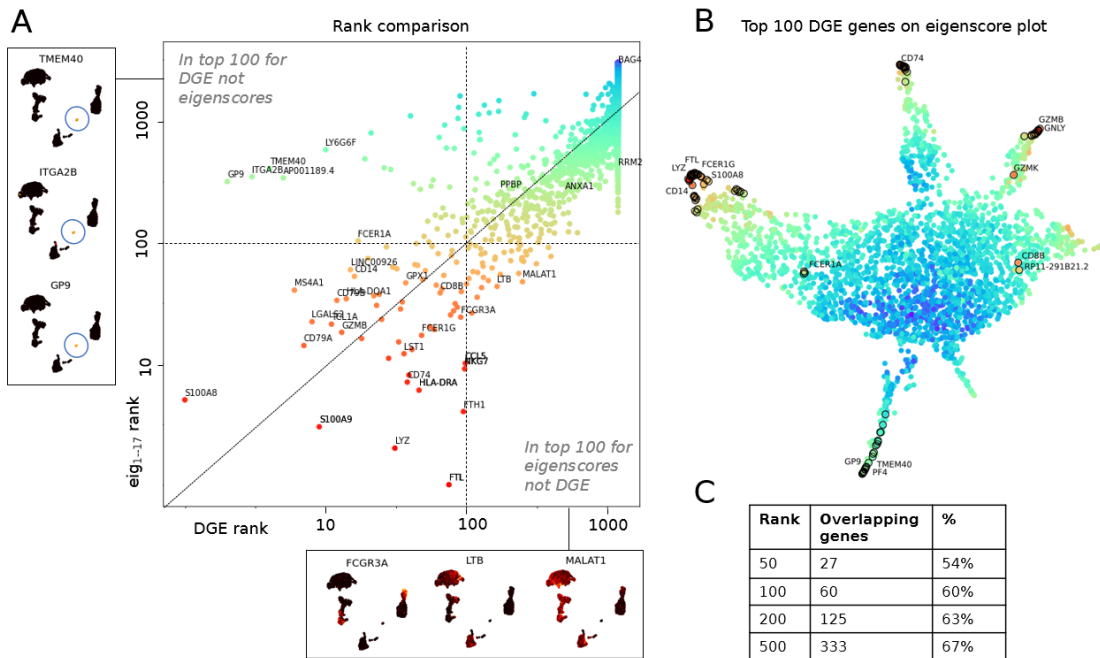 A
Rank comparison
TMEM40
ITGA2B
GP9
In top 100 for
DGE not
eigenscores
BAG4
1000
LY6G6F
TMEM40
ITGA2B
AP001189.4
GP9
PPBP
RRM2
ANXA1
100
FCER1A
LINC00926
CD14
GPX1
LTB
MALAT1
MS4A1
CD79B
HLA-DQA1
CD8B
LGALS2
TCL1A
GZMB
FCER1G
FCGR3A
CD79A
LST1
CCL5
NKG7
10
CD74
HLA-DRA
S100A8
FTH1
S100A9
LYZ
In top 100 for
eigenscores
not DGE
FTL
eig1–17 rank
DGE rank
10
100
1000
FCGR3A
LTB
MALAT1
B
Top 100 DGE genes on eigenscore plot
CD74
GZMB
GNLY
FTL
LYZ
FCER1G
S100A8
GZMK
CD14
CD8B
FCER1A
RP11-291B21.2
GP9
TMEM40
PF4
C
Rank
Overlapping
genes
%
50
27
54%
100
60
60%
200
125
63%
500
333
67%